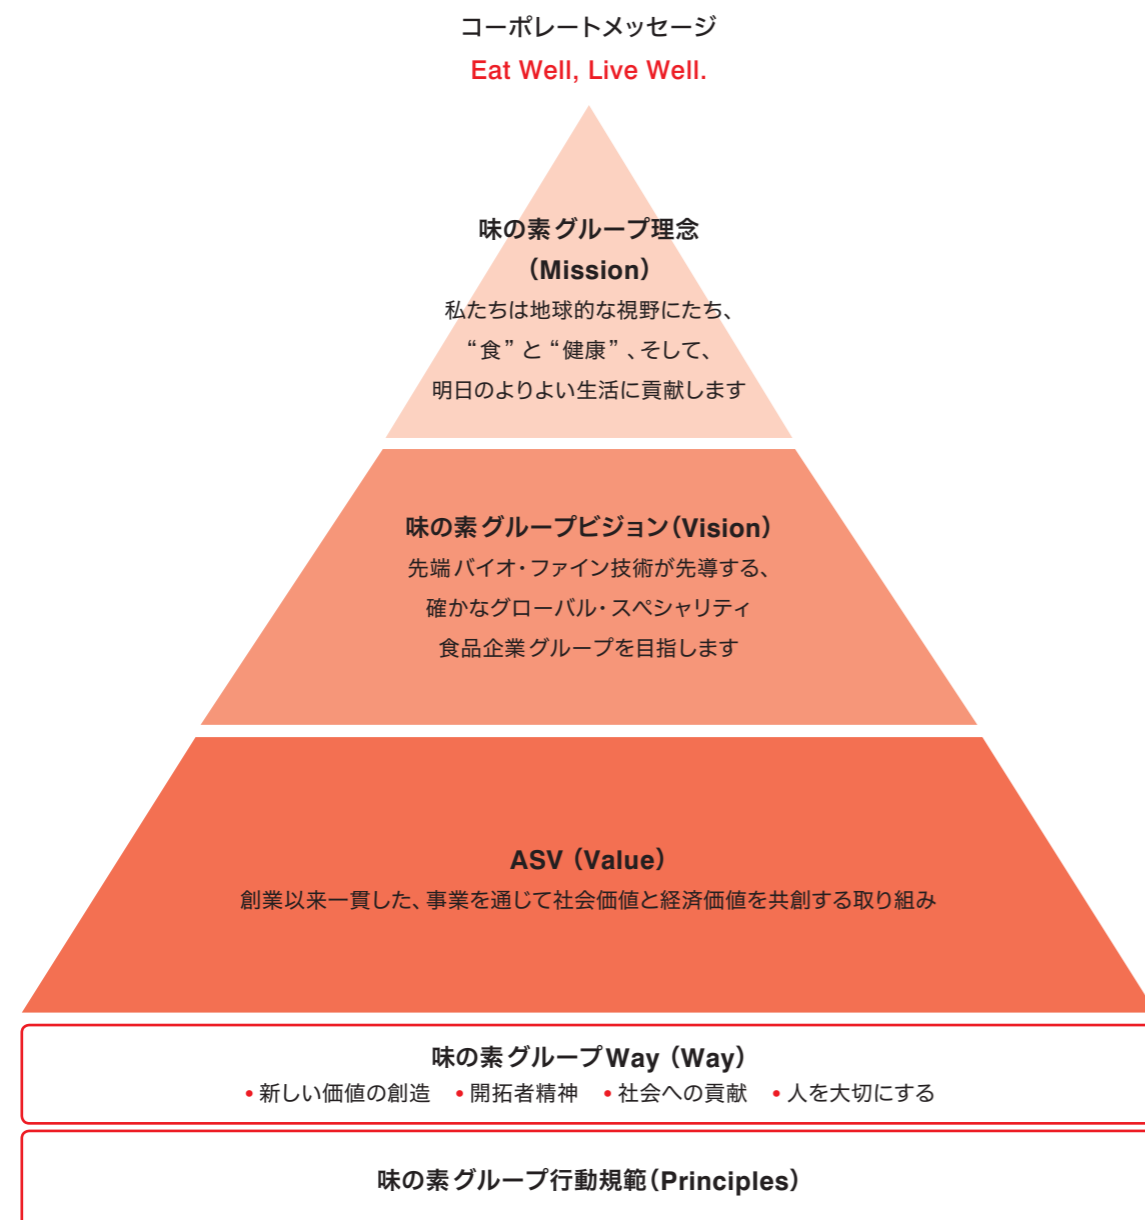 コーポレートメッセージ
Eat Well, Live Well.
味の素グループ理念
（Mission）
私たちは地球的な視野にたち、
“食”と“健康”、そして、
明日のよりよい生活に貢献します
味の素グループビジョン（Vision）
先端バイオ・ファイン技術が先導する、
確かなグローバル・スペシャリティ
食品企業グループを目指します
ASV（Value）
創業以来一貫した、事業を通じて社会価値と経済価値を共創する取り組み
味の素グループWay（Way）
•新しい価値の創造 •開拓者精神 •社会への貢献 •人を大切にする
味の素グループ行動規範（Principles）